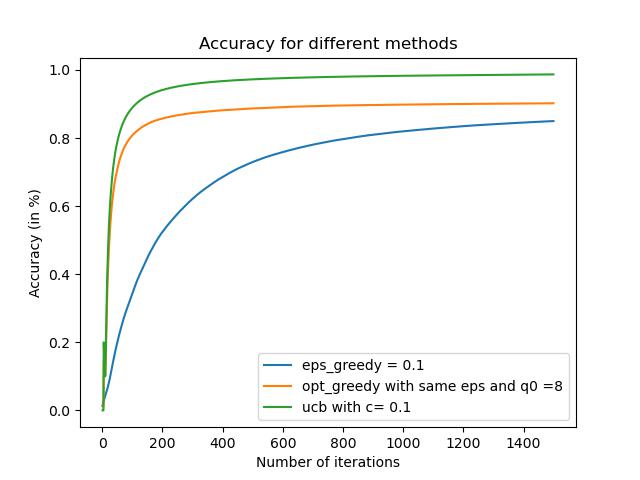 Accuracy for different methods
1.0
0.8
0.6
0.4
0.2
0.0
Accuracy (in %)
eps_greedy = 0.1
opt_greedy with same eps and q0 =8
ucb with c= 0.1
0 200 400 600 800 1000 1200 1400
Number of iterations